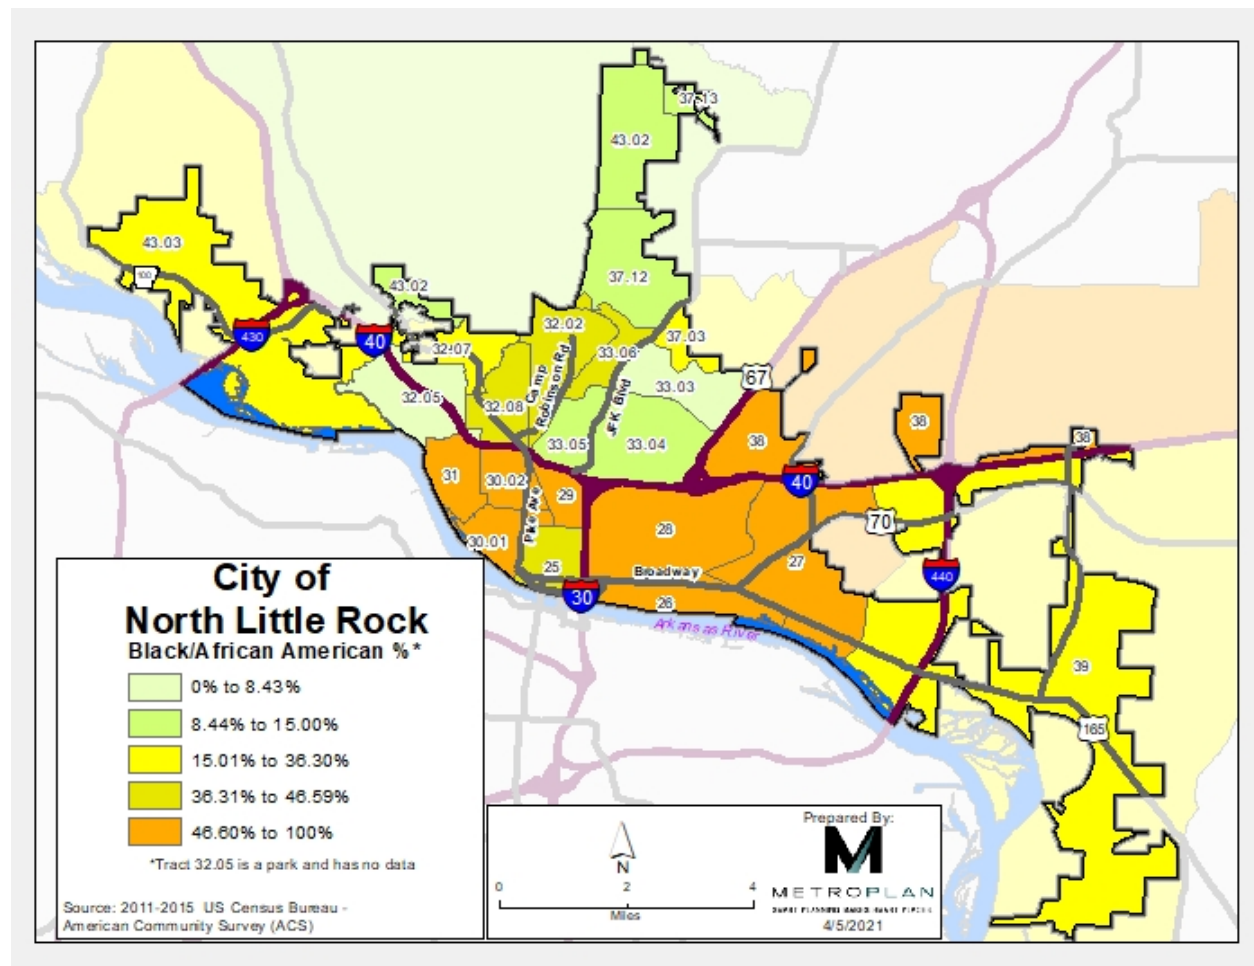 37.13
43.02
43.03
100
37.12
43.02
430
40
32.07
32.02
33.06
37.03
Camp
Robinson Rd
JFK Blvd
67
33.03
32.05
32.08
38
38
38
33.05
33.04
31
30.02
29
40
Pike Ave
28
70
30.01
25
Broadway
27
440
30
26
Arkansas River
39
165
City of
North Little Rock
Black/African American %*
0% to 8.43%
8.44% to 15.00%
15.01% to 36.30%
36.31% to 46.59%
46.60% to 100%
*Tract 32.05 is a park and has no data
Source: 2011-2015 US Census Bureau -
American Community Survey (ACS)
N
0 2 4
Miles
Prepared By:
M
METROPLAN
SMART PLANNING MAKES SMART PLACES
4/5/2021